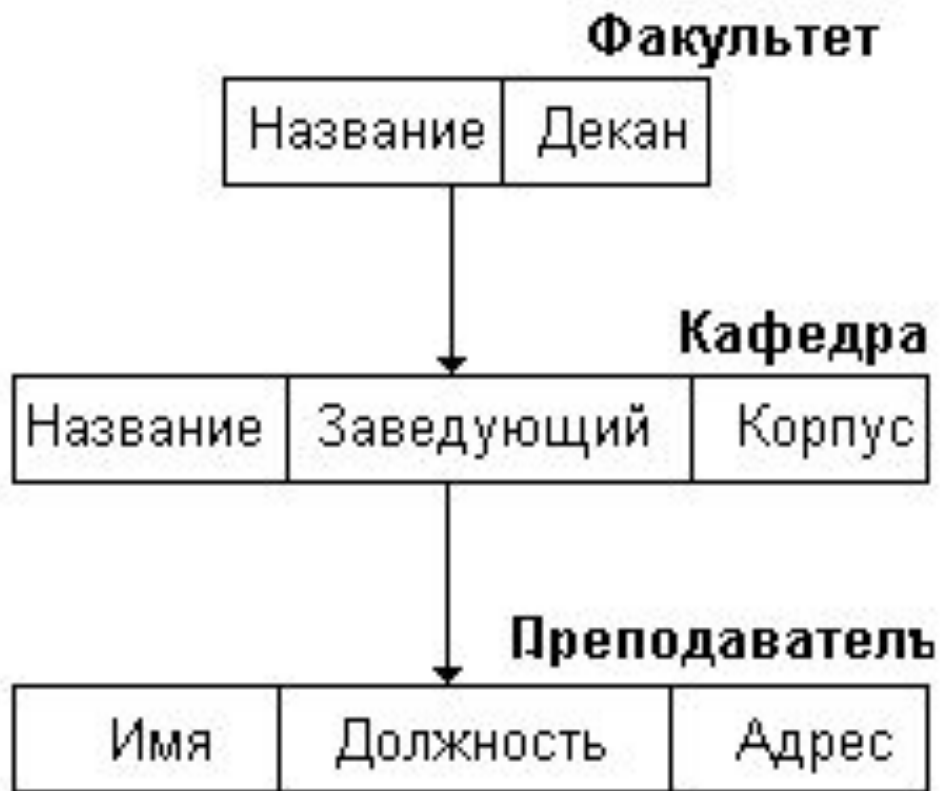 Факультет
Название Декан
Кафедра
Название Заведующий Корпус
Преподаватель
Имя Должность Адрес